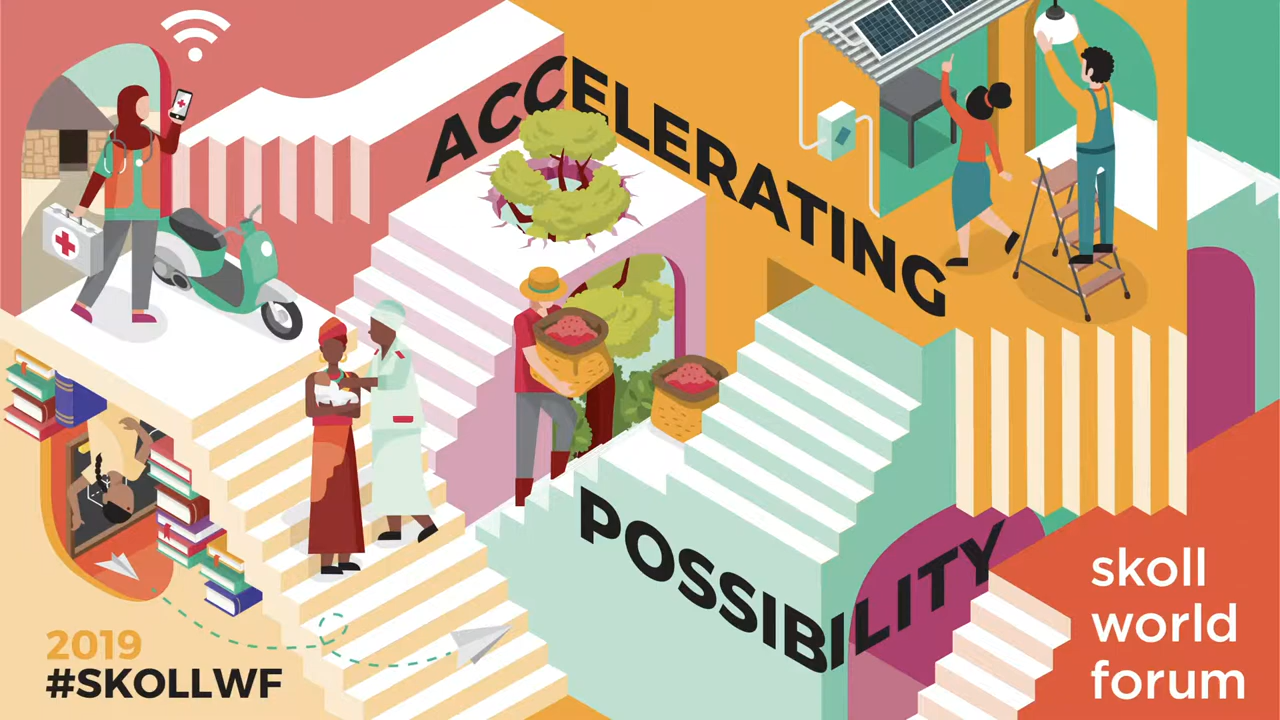 ACCELERATING
POSSIBILITY
2019
#SKOLLWF
skoll
world
forum